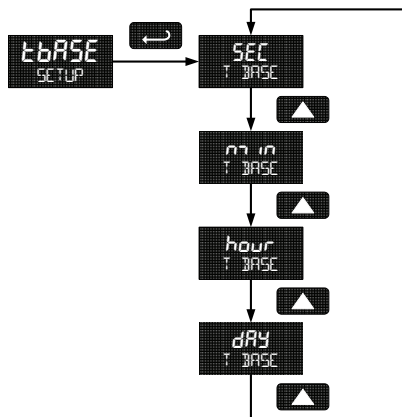 tbASE
SETUP
SEC
T BASE
min
T BASE
hour
T BASE
dAY
T BASE